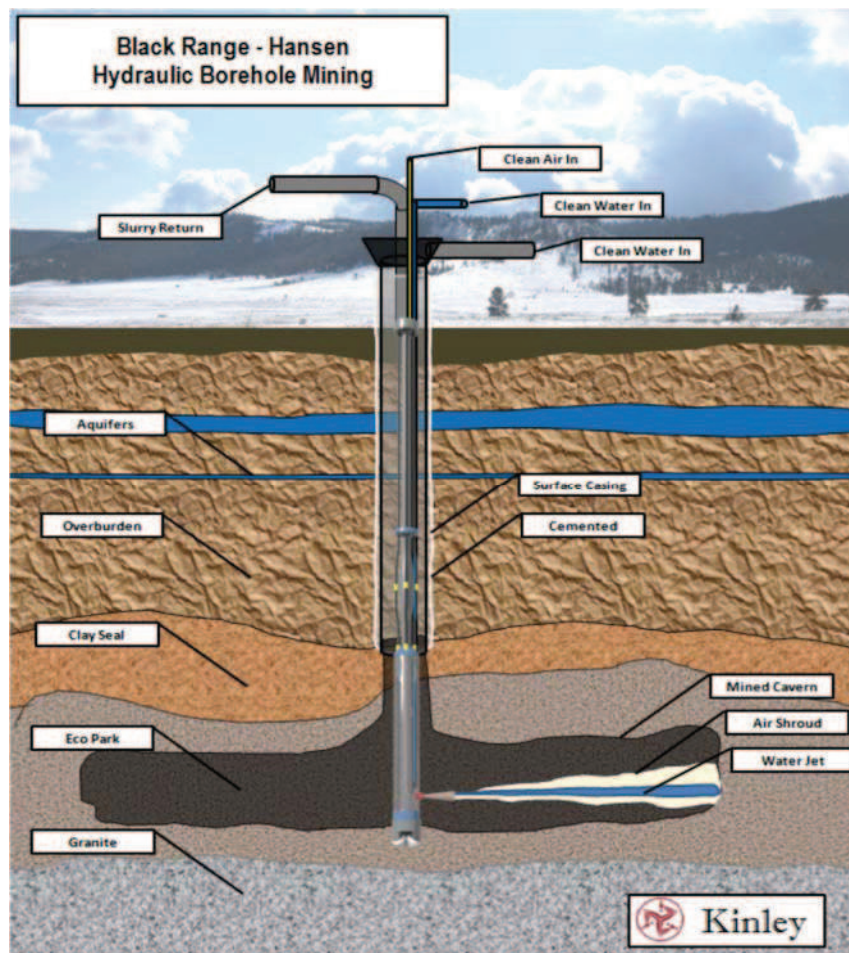 Black Range - Hansen
Hydraulic Borehole Mining
Clean Air In
Clean Water In
Slurry Return
Clean Water In
Aquifers
Surface Casing
Overburden
Cemented
Clay Seal
Mined Cavern
Air Shroud
Eco Park
Water Jet
Granite
Kinley